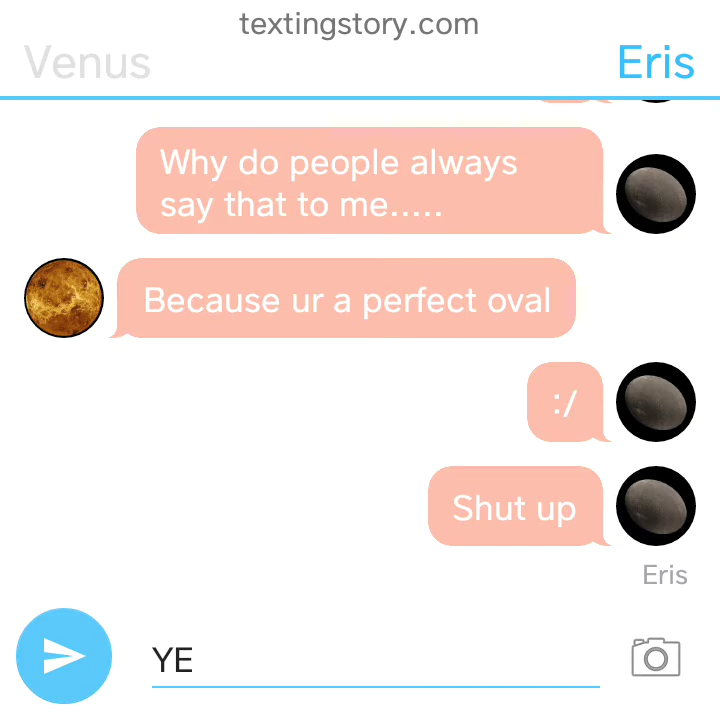 textingstory.com
Venus
Eris
Why do people always
say that to me.....
Because ur a perfect oval
:/
Shut up
Eris
YE